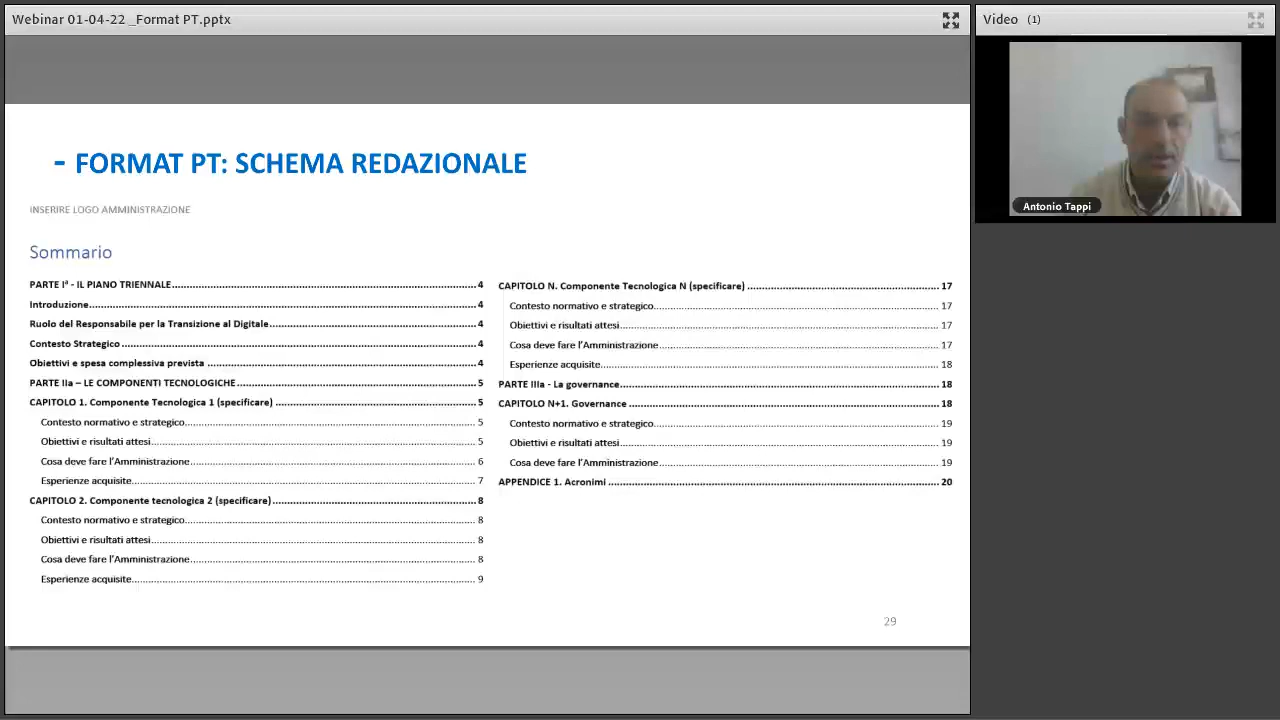 Webinar 01-04-22 _Format PT.pptx
Video (1)
Antonio Tappi
- FORMAT PT: SCHEMA REDAZIONALE
INSERIRE LOGO AMMINISTRAZIONE
Sommario
PARTE Iª - IL PIANO TRIENNALE 4
Introduzione 4
Ruolo del Responsabile per la Transizione al Digitale 4
Contesto Strategico 4
Obiettivi e spesa complessiva prevista 4
PARTE IIa – LE COMPONENTI TECNOLOGICHE 5
CAPITOLO 1. Componente Tecnologica 1 (specificare) 5
Contesto normativo e strategico 5
Obiettivi e risultati attesi 5
Cosa deve fare l’Amministrazione 6
Esperienze acquisite 7
CAPITOLO 2. Componente tecnologica 2 (specificare) 8
Contesto normativo e strategico 8
Obiettivi e risultati attesi 8
Cosa deve fare l’Amministrazione 8
Esperienze acquisite 9
CAPITOLO N. Componente Tecnologica N (specificare) 17
Contesto normativo e strategico 17
Obiettivi e risultati attesi 17
Cosa deve fare l’Amministrazione 17
Esperienze acquisite 18
PARTE IIIa - La governance 18
CAPITOLO N+1. Governance 18
Contesto normativo e strategico 19
Obiettivi e risultati attesi 19
Cosa deve fare l’Amministrazione 19
APPENDICE 1. Acronimi 20
29